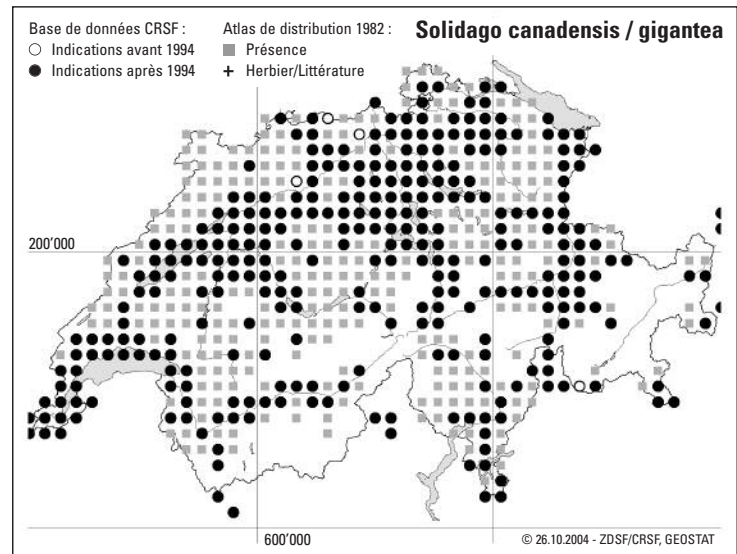 Solidago canadensis / gigantea
Base de données CRSF :
Indications avant 1994
Indications après 1994
Atlas de distribution 1982 :
Présence
Herbier/Littérature
200'000
600'000
© 26.10.2004 - ZDSF/CRSF, GEOSTAT